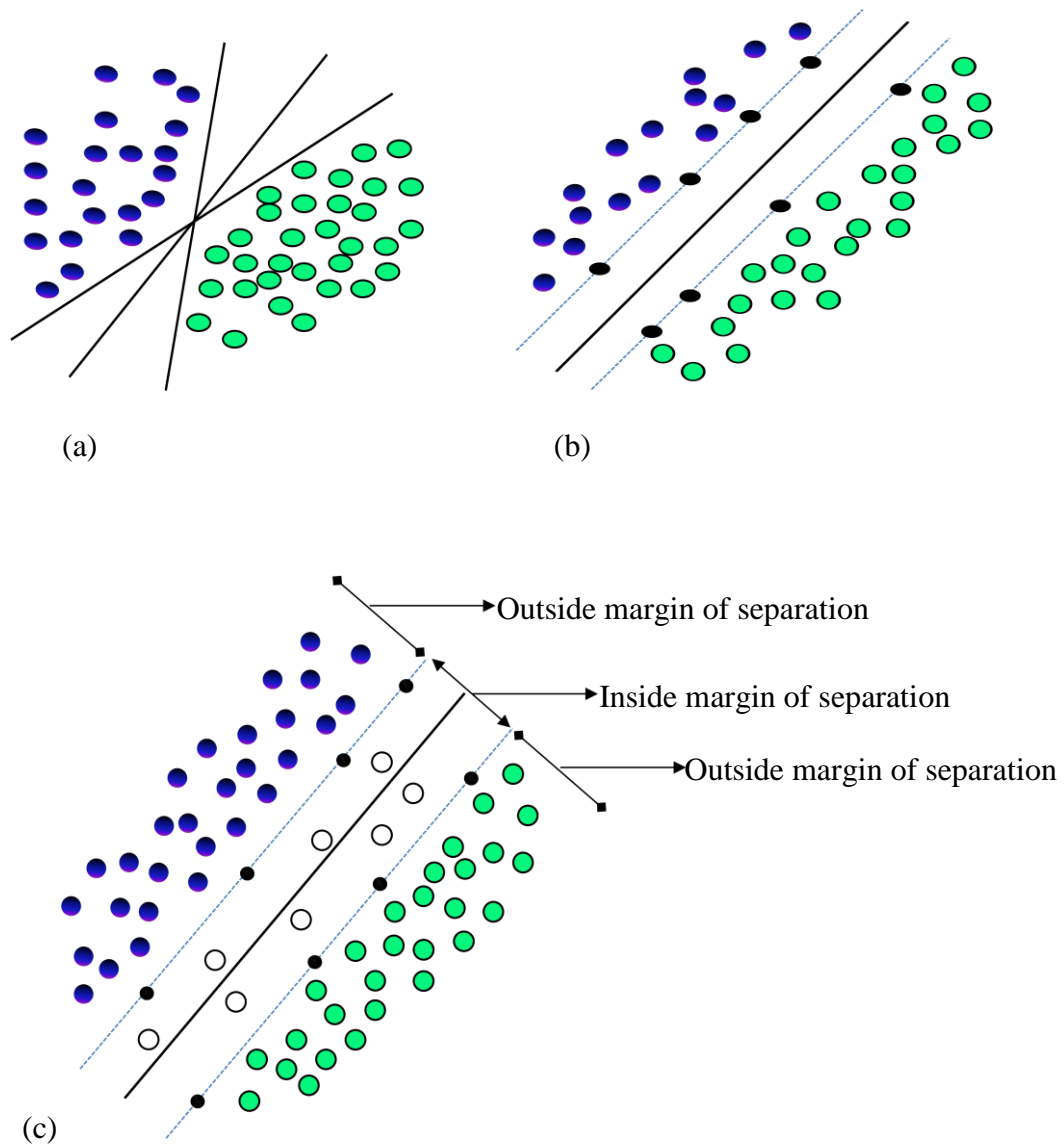 (a)
(b)
Outside margin of separation
Inside margin of separation
Outside margin of separation
(c)